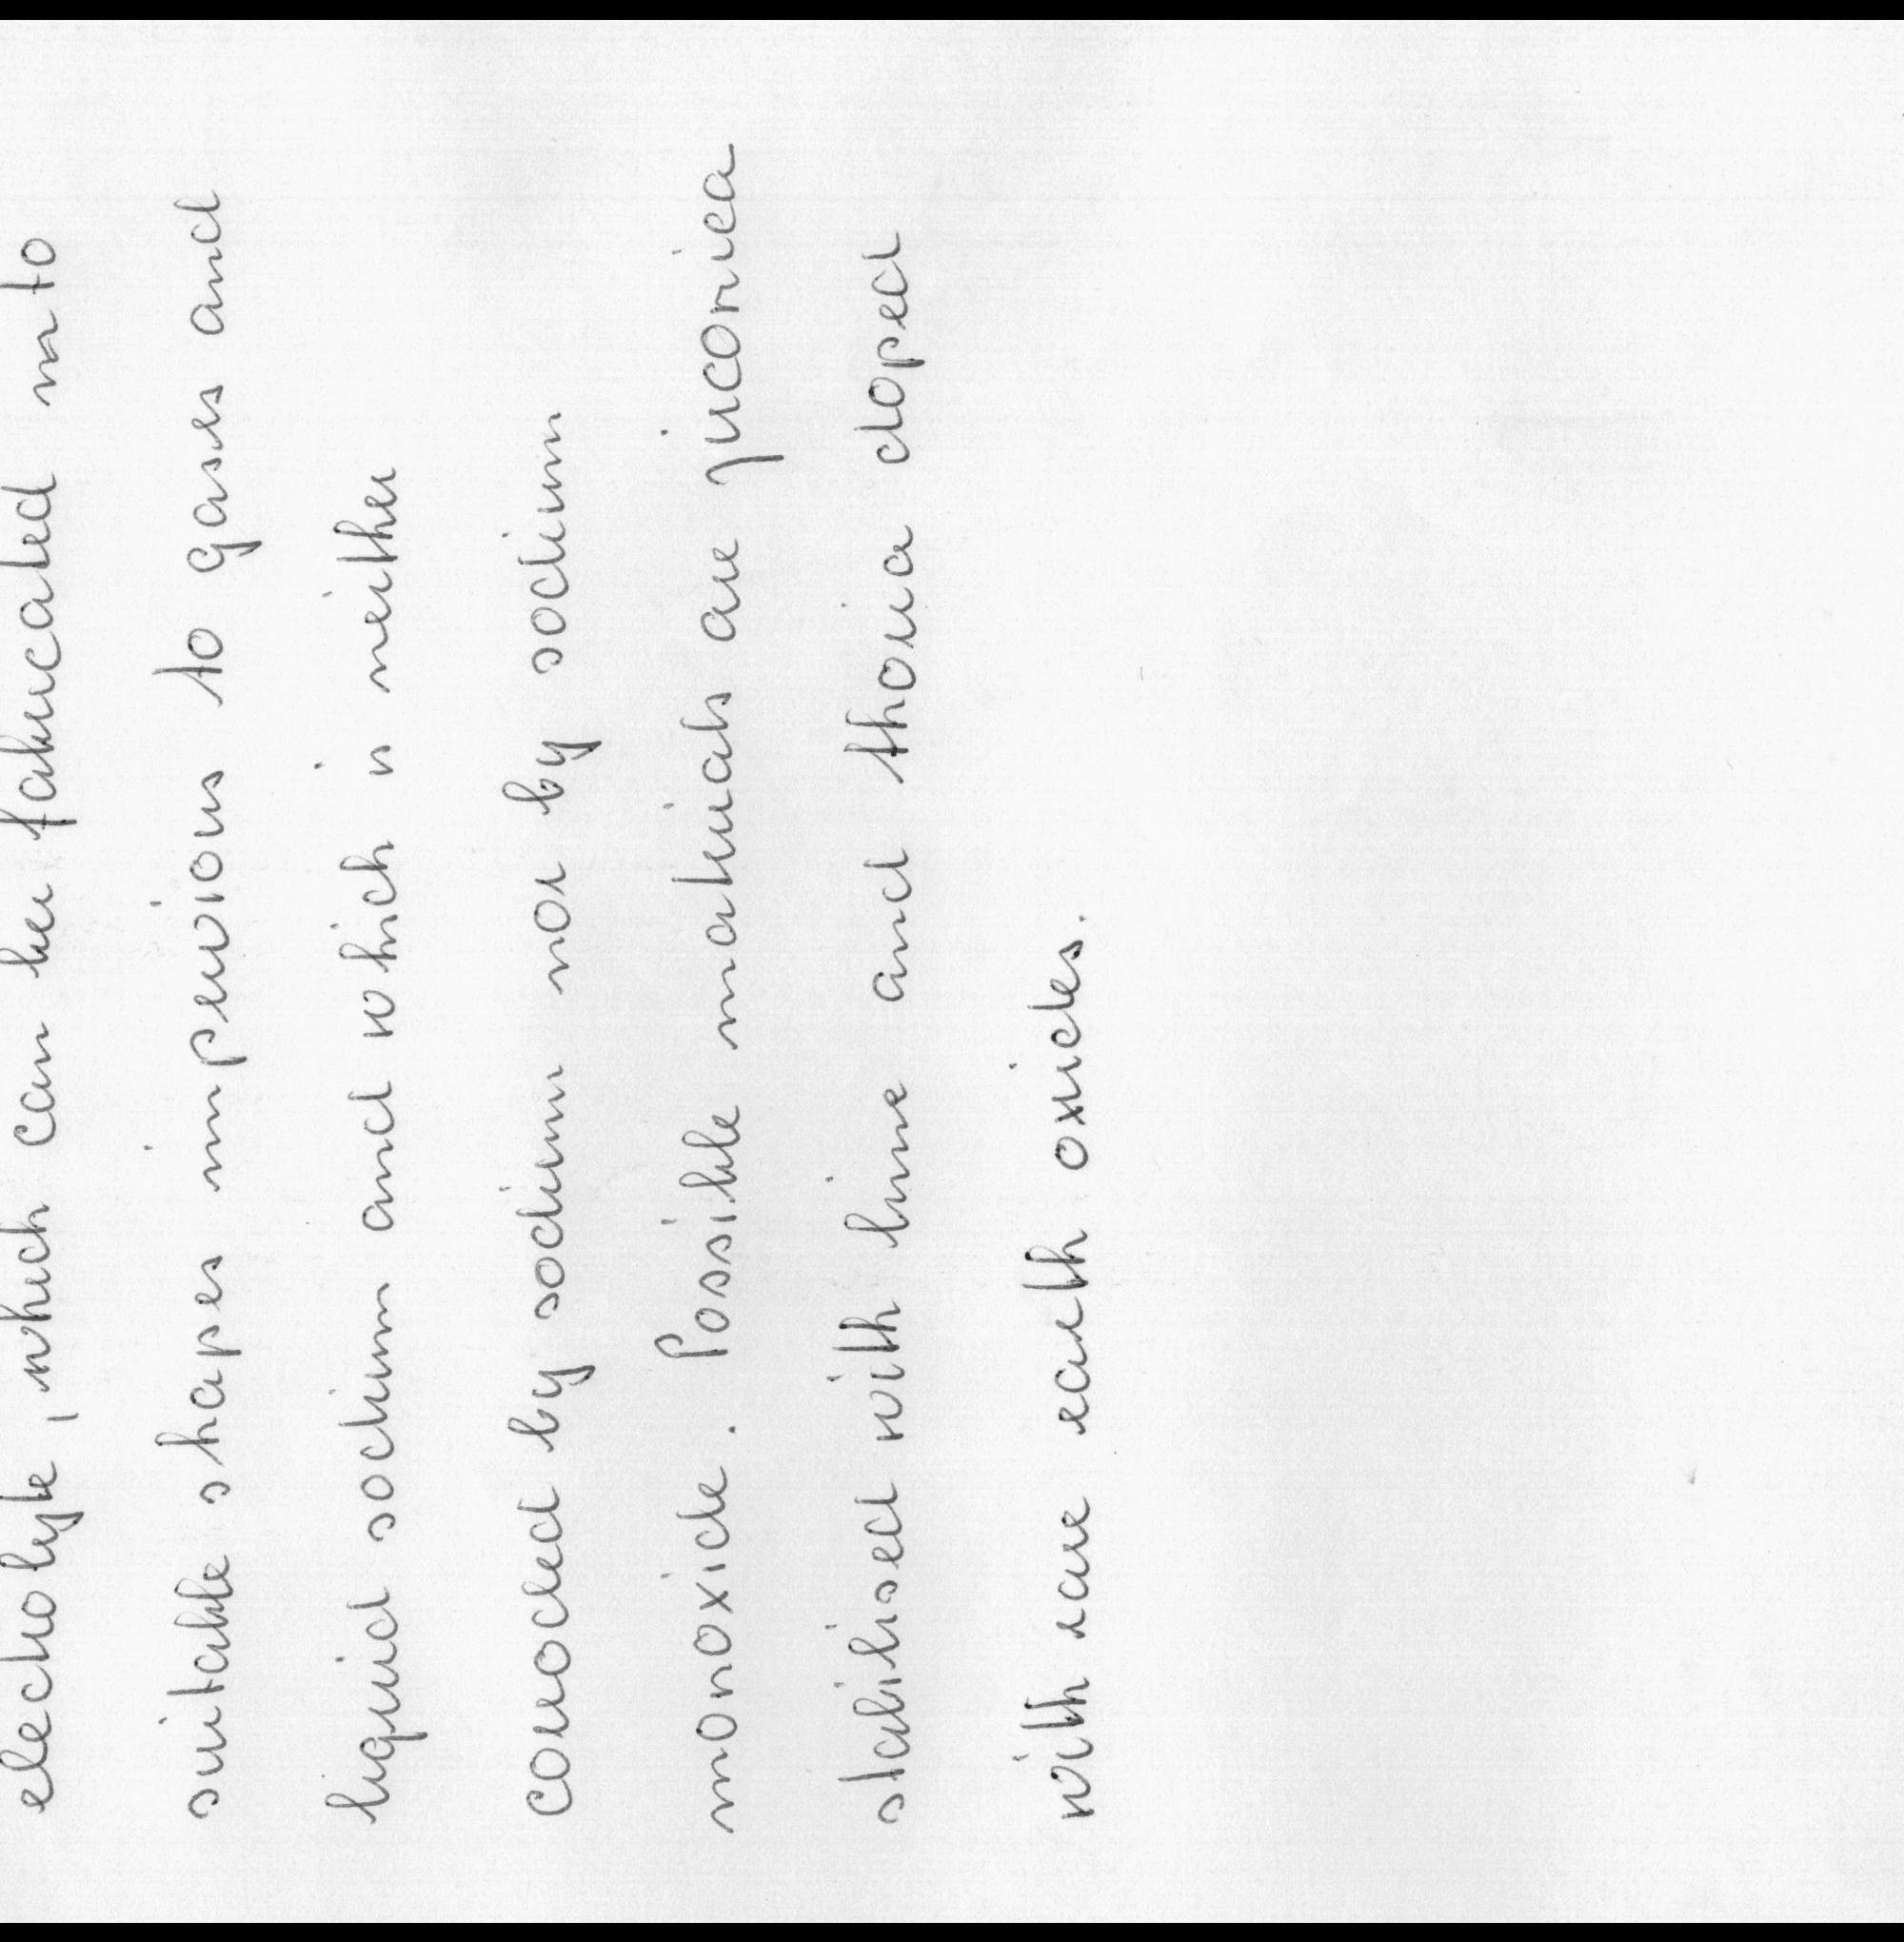 electrolyte, which can be fabricated into
suitable shapes impervious to gases and
liquid sodium and which is neither
corroded by sodium nor by sodium
monoxide. Possible materials are zirconia
stabilised with lime and thoria doped
with rare earth oxides.